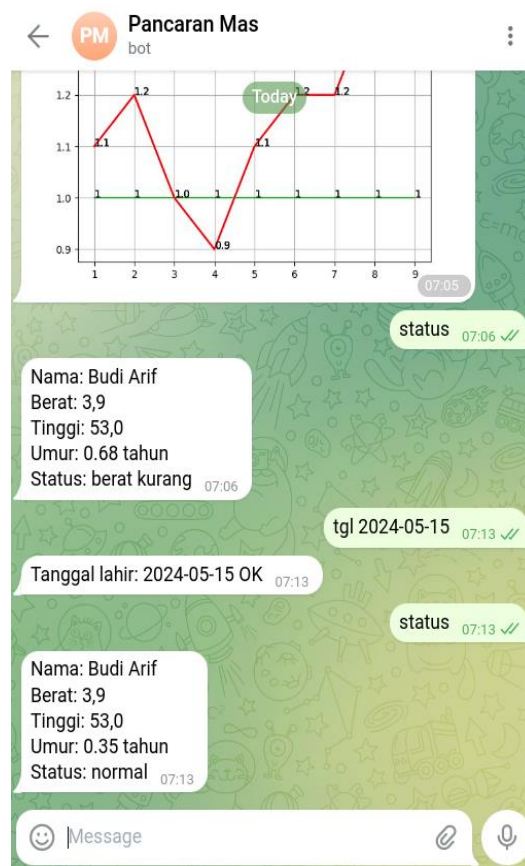 PM
Pancaran Mas
bot
Today
1.2
1.2
1.2
1.2
1.1
1.1
1.1
1.0
1
1
1.0
1
1
1
1
1
1
0.9
0.9
1 2 3 4 5 6 7 8 9
07:05
status 07:06
Nama: Budi Arif
Berat: 3,9
Tinggi: 53,0
Umur: 0.68 tahun
Status: berat kurang 07:06
tgl 2024-05-15 07:13
Tanggal lahir: 2024-05-15 OK 07:13
status 07:13
Nama: Budi Arif
Berat: 3,9
Tinggi: 53,0
Umur: 0.35 tahun
Status: normal 07:13
Message